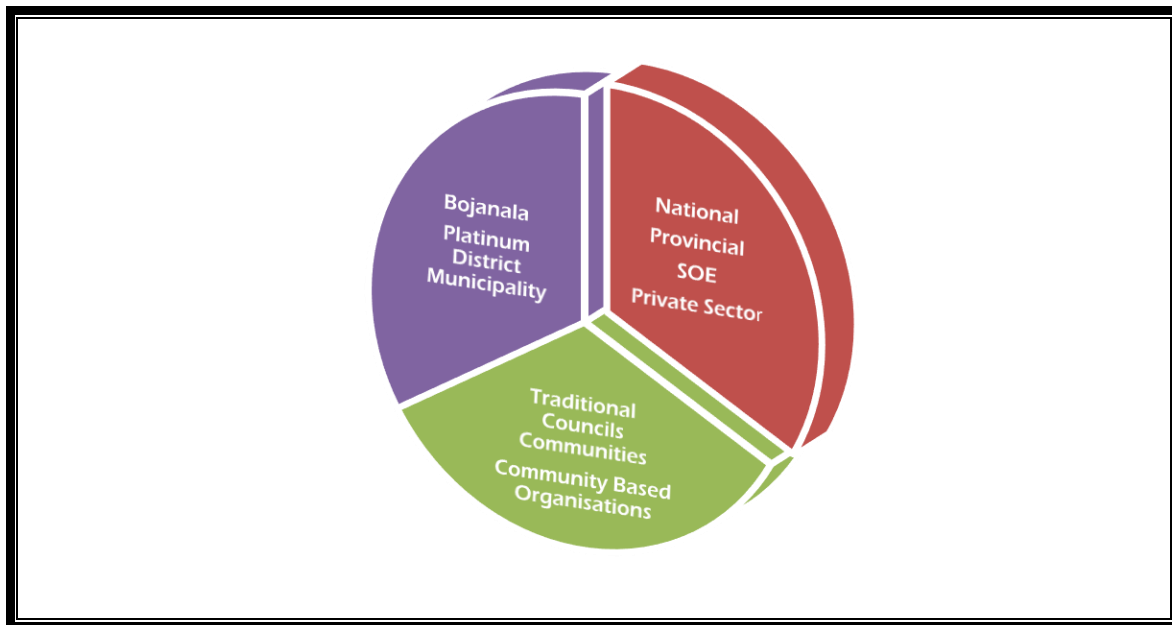 Bojanala
Platinum
District
Municipality
National
Provincial
SOE
Private Sector
Traditional
Councils
Communities
Community Based
Organisations